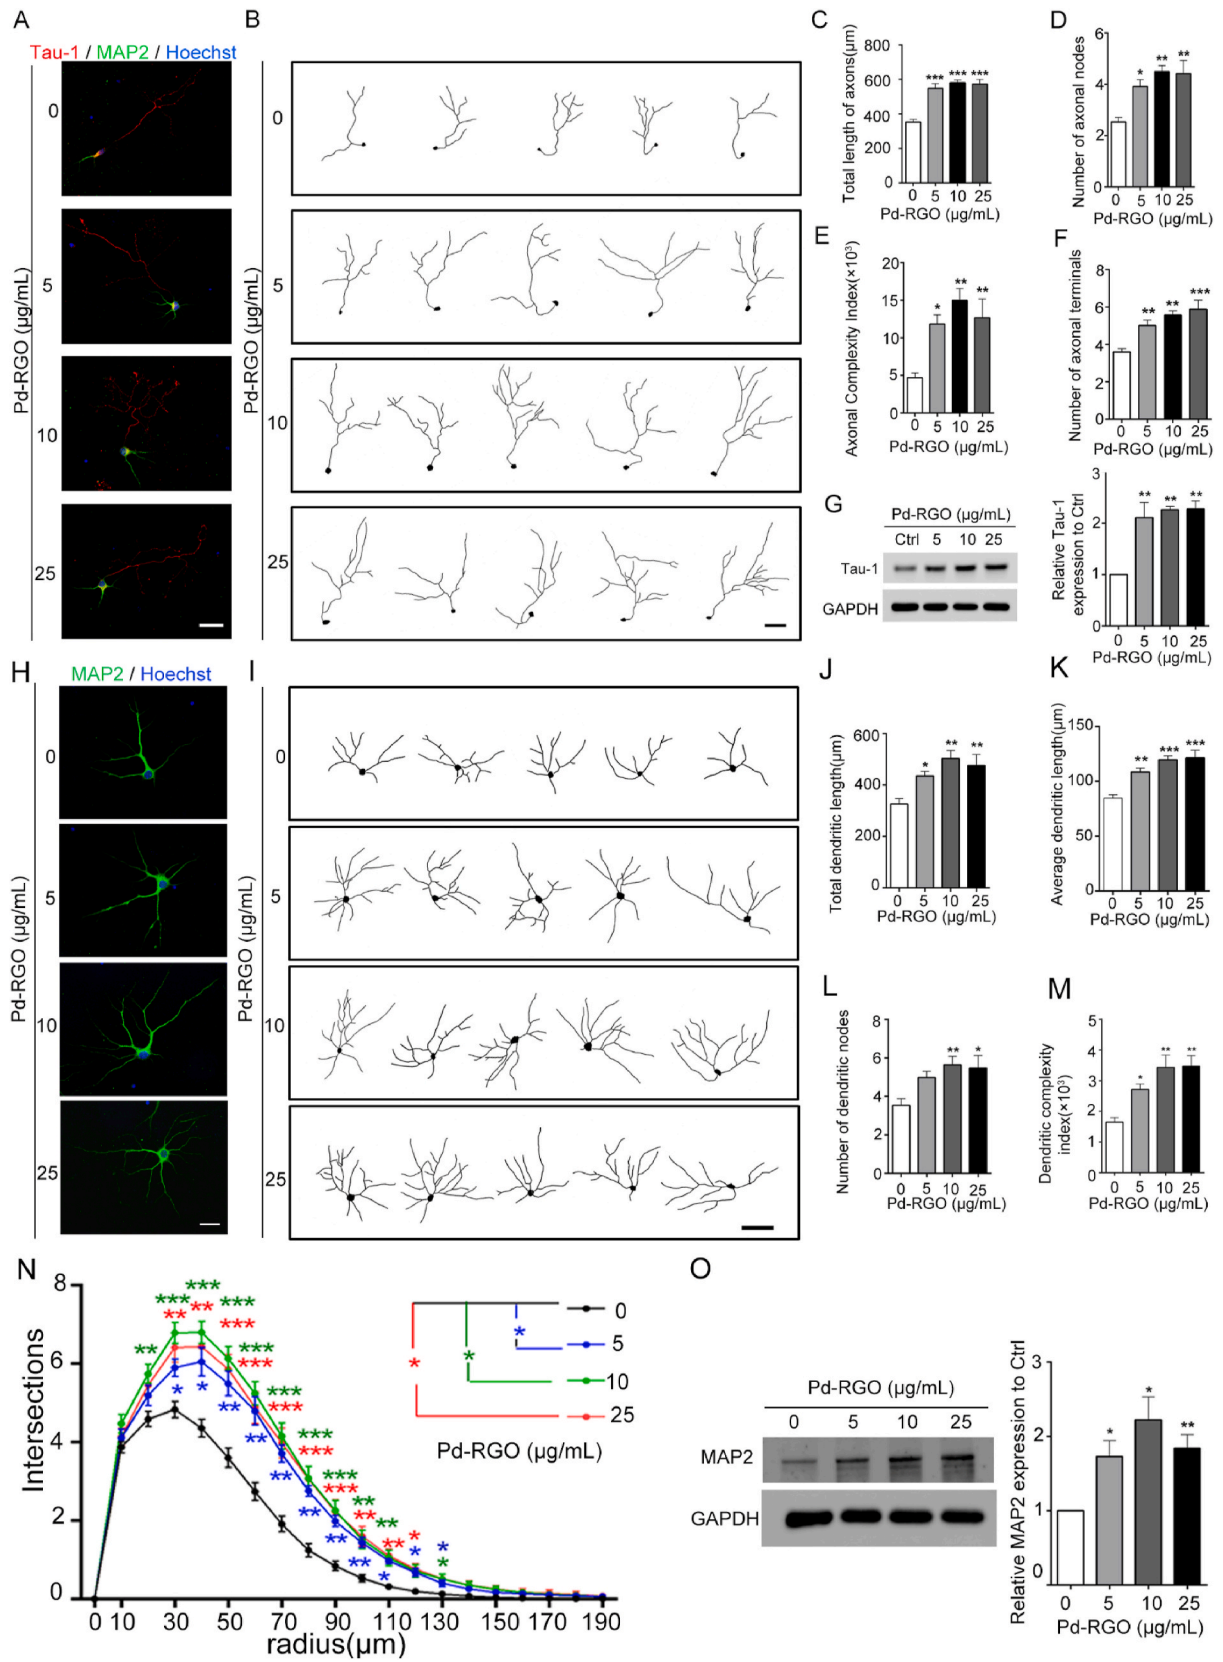 A
Tau-1 / MAP2 / Hoechst
Pd-RGO (µg/mL)
0
5
10
25
B
Pd-RGO (µg/mL)
0
5
10
25
C
Total length of axons(µm)
800
600
400
200
0
***
***
***
0 5 10 25
Pd-RGO (µg/mL)
D
Number of axonal nodes
6
4
2
0
*
**
**
0 5 10 25
Pd-RGO (µg/mL)
E
Axonal Complexity Index(×10³)
20
15
10
5
0
*
**
**
0 5 10 25
Pd-RGO (µg/mL)
F
Number of axonal terminals
8
6
4
2
0
**
**
***
0 5 10 25
Pd-RGO (µg/mL)
G
Pd-RGO (µg/mL)
Ctrl 5 10 25
Tau-1
GAPDH
Relative Tau-1
expression to Ctrl
3
2
1
0
**
**
**
0 5 10 25
Pd-RGO (µg/mL)
H
MAP2 / Hoechst
Pd-RGO (µg/mL)
0
5
10
25
I
Pd-RGO (µg/mL)
0
5
10
25
J
Total dendritic length(µm)
600
400
200
0
*
**
**
0 5 10 25
Pd-RGO (µg/mL)
K
Average dendritic length(µm)
150
100
50
0
**
***
***
0 5 10 25
Pd-RGO (µg/mL)
L
Number of dendritic nodes
8
6
4
2
0
**
*
0 5 10 25
Pd-RGO (µg/mL)
M
Dendritic complexity
index(×10³)
5
4
3
2
1
0
*
**
**
0 5 10 25
Pd-RGO (µg/mL)
N
Intersections
8
6
4
2
0
** *** *** *** *** *** *** *** ** ** *
** ** *** *** *** *** *** ** ** *
* * ** ** ** ** ** ** * * *
0 10 30 50 70 90 110 130 150 170 190
radius(µm)
* * *
0
5
10
25
Pd-RGO (µg/mL)
O
Pd-RGO (µg/mL)
0 5 10 25
MAP2
GAPDH
Relative MAP2 expression to Ctrl
3
2
1
0
*
*
**
0 5 10 25
Pd-RGO (µg/mL)